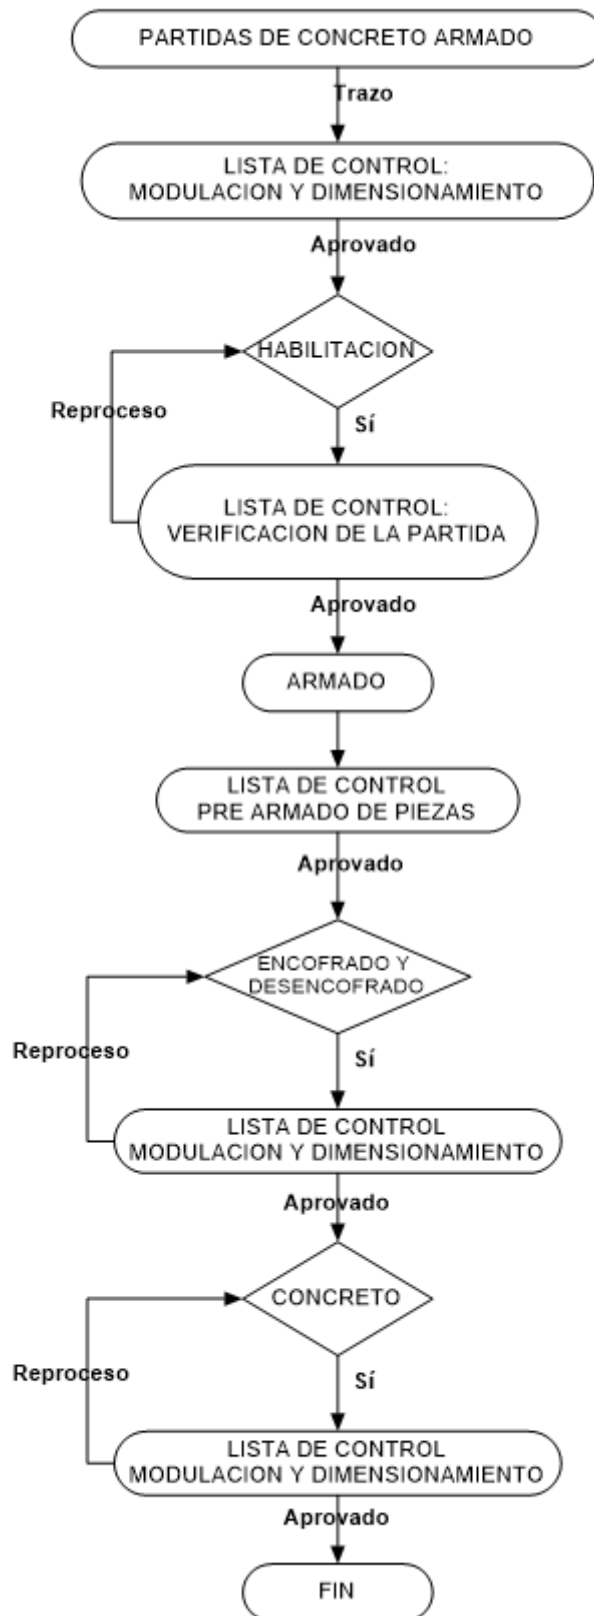 PARTIDAS DE CONCRETO ARMADO
Trazo
LISTA DE CONTROL:
MODULACION Y DIMENSIONAMIENTO
Aprovado
HABILITACION
Reproceso
Sí
LISTA DE CONTROL:
VERIFICACION DE LA PARTIDA
Aprovado
ARMADO
LISTA DE CONTROL
PRE ARMADO DE PIEZAS
Aprovado
ENCOFRADO Y
DESENCOFRADO
Reproceso
Sí
LISTA DE CONTROL
MODULACION Y DIMENSIONAMIENTO
Aprovado
CONCRETO
Reproceso
Sí
LISTA DE CONTROL
MODULACION Y DIMENSIONAMIENTO
Aprovado
FIN